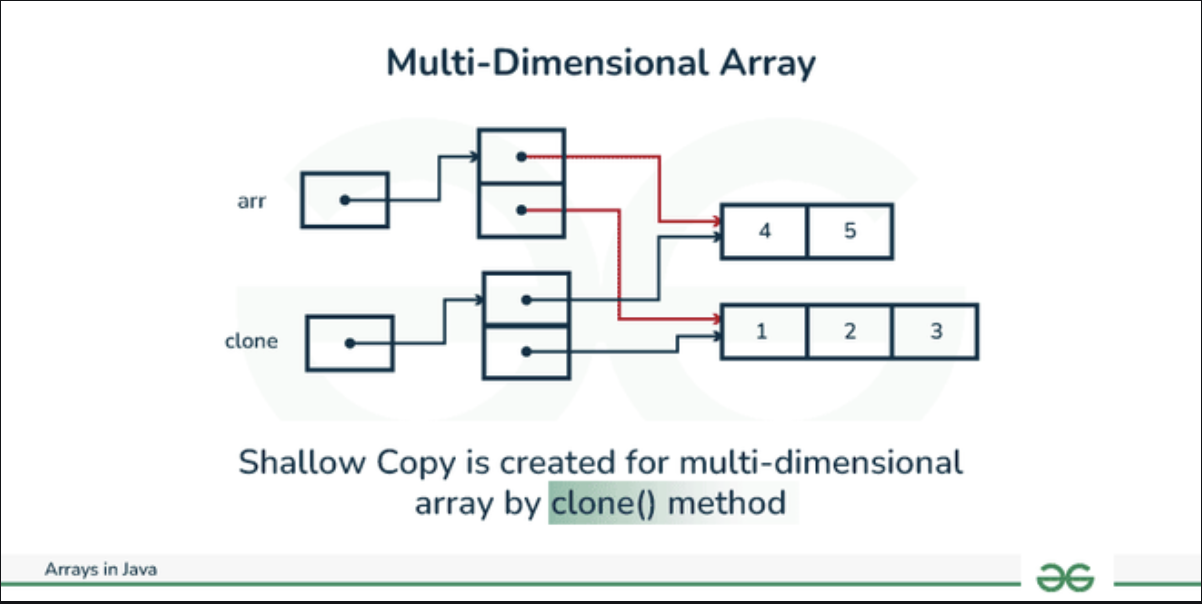 Multi-Dimensional Array
arr
4 5
clone
1 2 3
Shallow Copy is created for multi-dimensional
array by clone() method
Arrays in Java